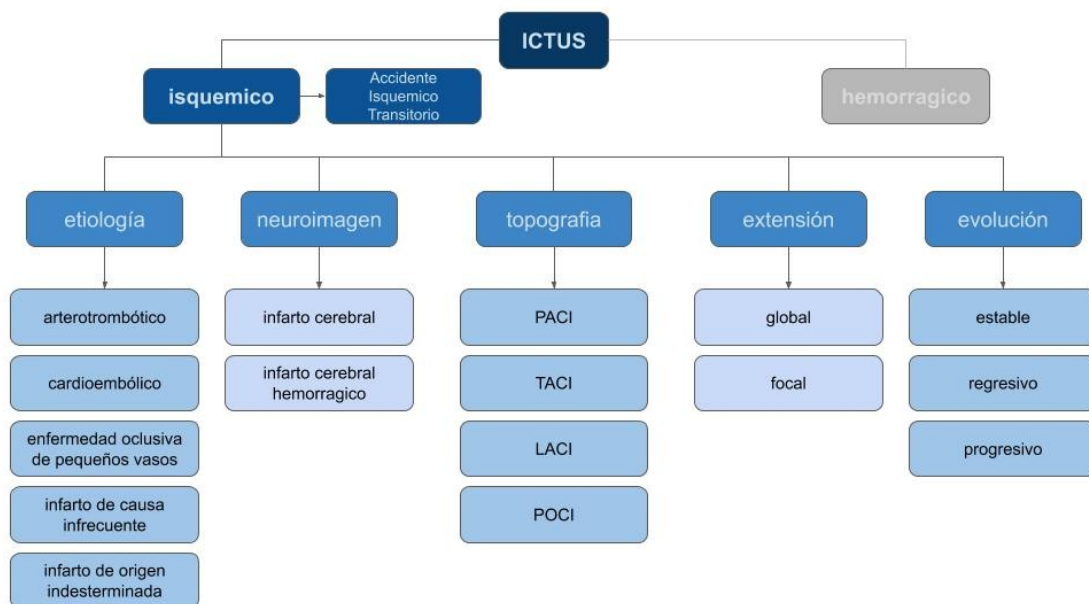 ICTUS
isquemico
Accidente
Isquemico
Transitorio
hemorragico
etiología
neuroimagen
topografia
extensión
evolución
arterotrombótico
infarto cerebral
PACI
global
estable
cardioembólico
infarto cerebral
hemorragico
TACI
focal
regresivo
enfermedad oclusiva
de pequeños vasos
LACI
progresivo
infarto de causa
infrecuente
POCI
infarto de origen
indesterminada